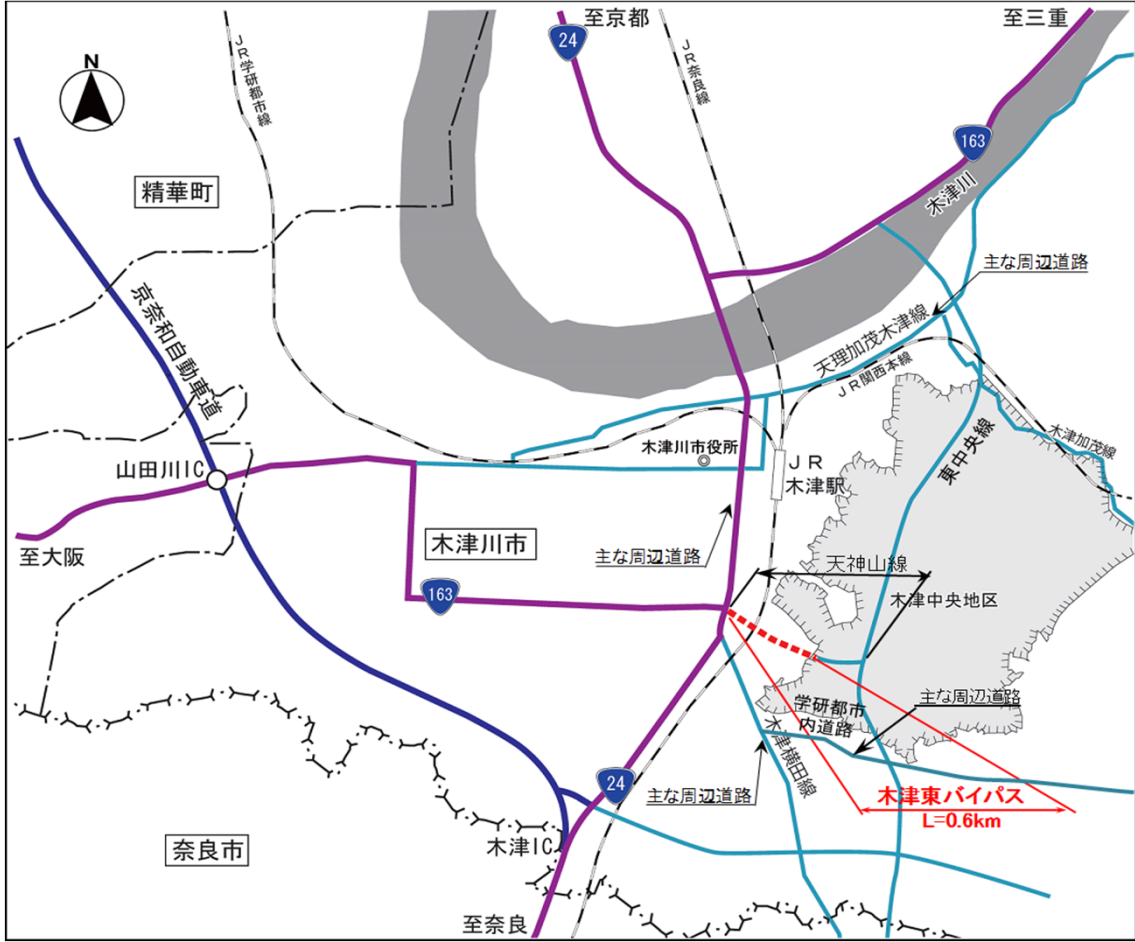 至京都
至三重
24
JR学研都市線
JR奈良線
N
163
精華町
木津川
主な周辺道路
京奈和自動車道
天理加茂木津線
JR関西本線
木津加茂線
木津川市役所
東中央線
山田川IC
JR
木津駅
木津川市
至大阪
主な周辺道路
天神山線
163
木津中央地区
学研都市
内道路
主な周辺道路
木津横田線
24
主な周辺道路
木津東バイパス
L=0.6km
木津IC
奈良市
至奈良